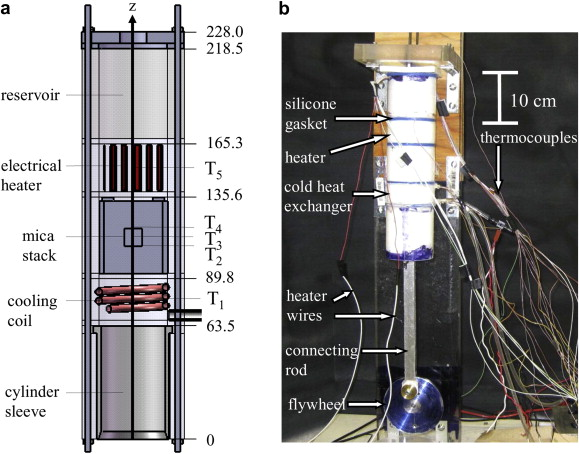 a
z
228.0
218.5
reservoir
165.3
electrical
heater
T5
135.6
mica
stack
T4
T3
T2
89.8
cooling
coil
T1
63.5
cylinder
sleeve
0
b
10 cm
silicone
gasket
thermocouples
heater
cold heat
exchanger
heater
wires
connecting
rod
flywheel